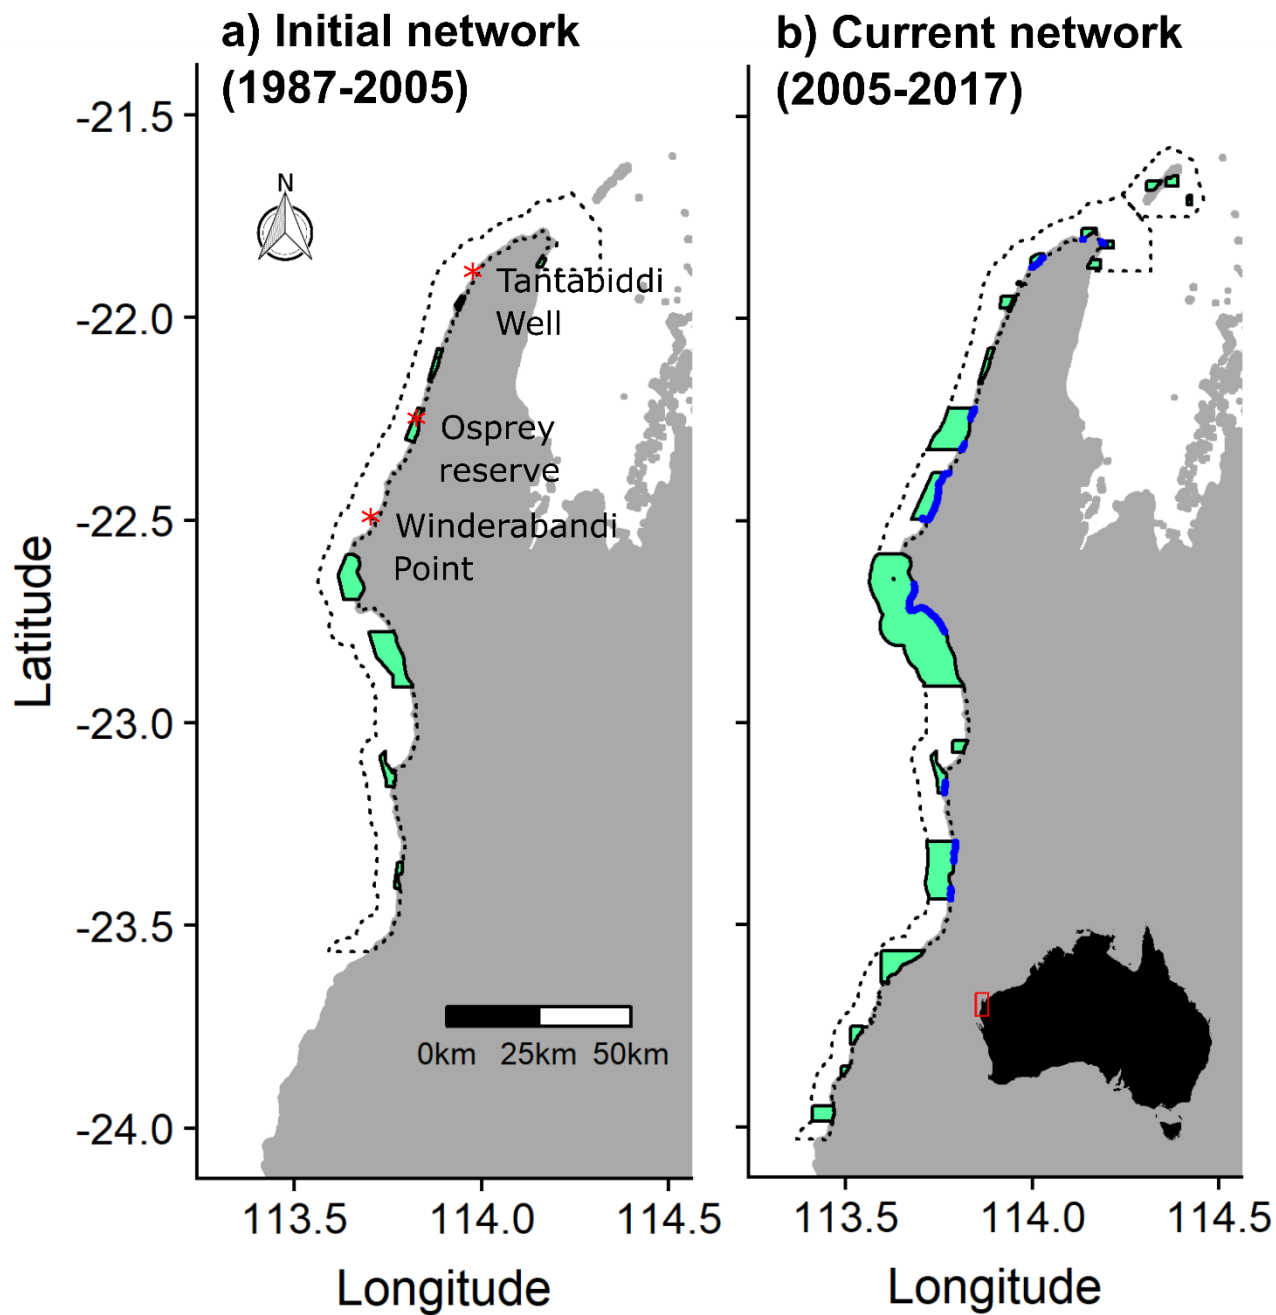 a) Initial network
(1987-2005)
b) Current network
(2005-2017)
-21.5
-22.0
-22.5
-23.0
-23.5
-24.0
Latitude
N
Tantabiddi
Well
Osprey
reserve
Winderabandi
Point
0km 25km 50km
113.5 114.0 114.5
Longitude
113.5 114.0 114.5
Longitude